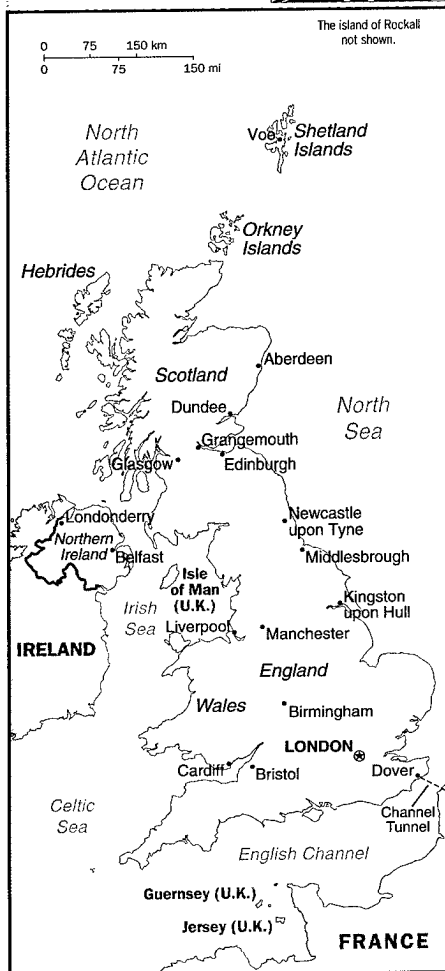 The island of Rockall
not shown.
0 75 150 km
0 75 150 mi
North
Atlantic
Ocean
Voe
Shetland
Islands
Orkney
Islands
Hebrides
Aberdeen
Scotland
Dundee
North
Sea
Grangemouth
Glasgow
Edinburgh
Londonderry
Northern
Ireland
Belfast
Newcastle
upon Tyne
Middlesbrough
Isle
of Man
(U.K.)
Irish
Sea
Kingston
upon Hull
Liverpool
Manchester
IRELAND
England
Wales
Birmingham
LONDON
Cardiff
Bristol
Dover
Channel
Tunnel
Celtic
Sea
English Channel
Guernsey (U.K.)
Jersey (U.K.)
FRANCE